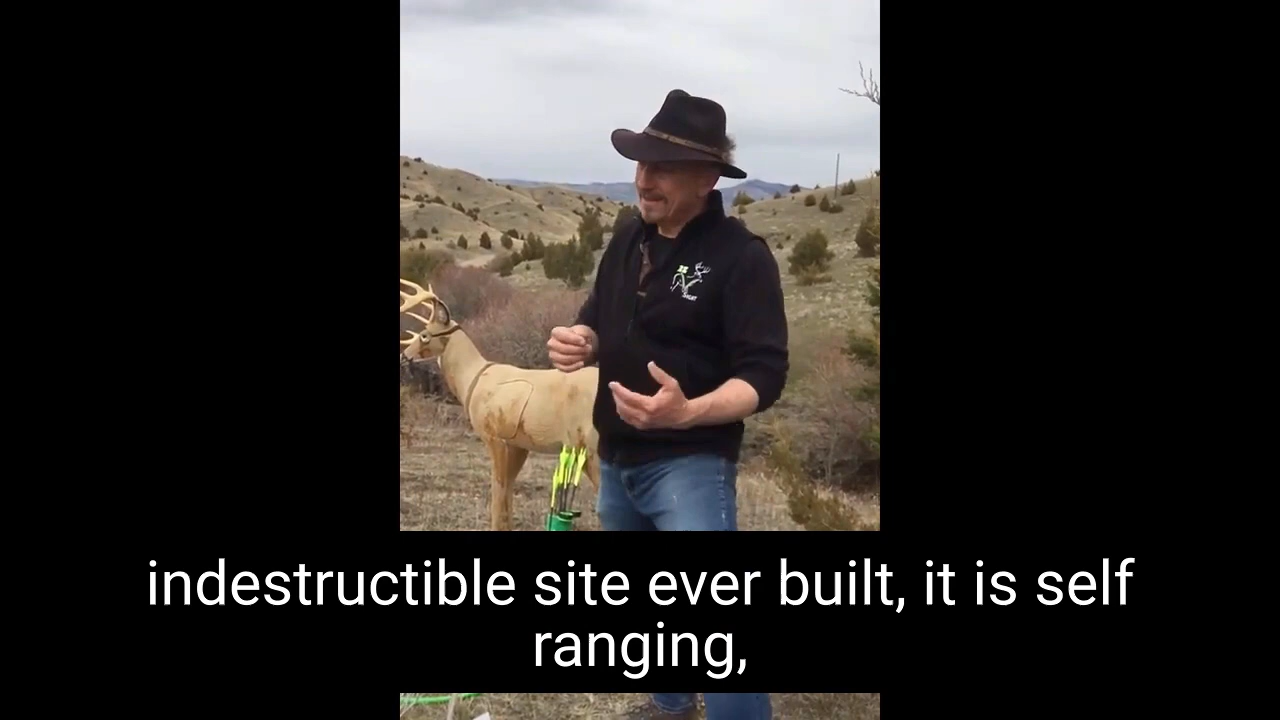 indestructible site ever built, it is self
ranging,